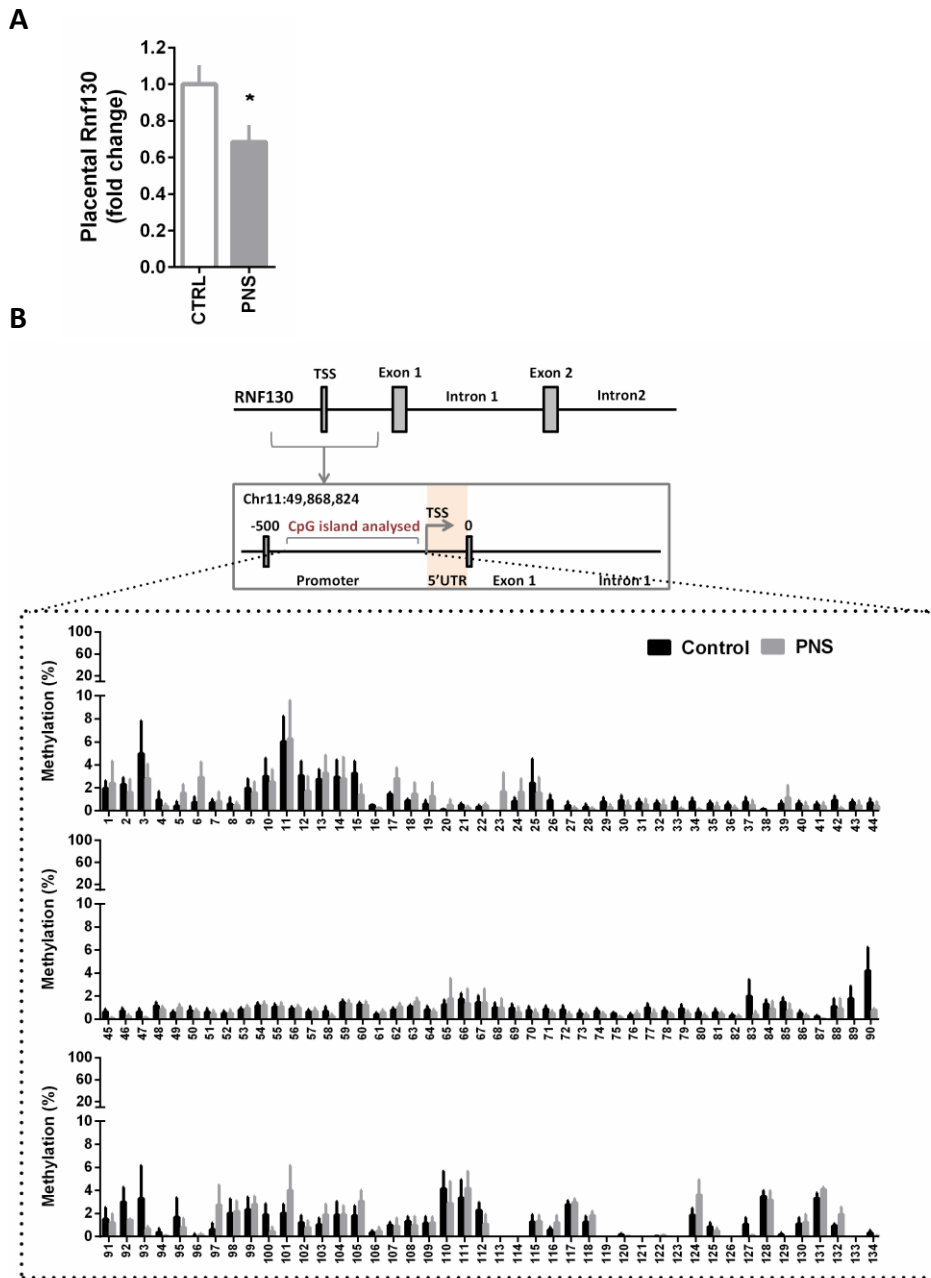 A
Placental Rnf130
(fold change)
1.2
1.0
0.8
0.6
0.4
0.2
0.0
*
CTRL
PNS
B
RNF130
TSS
Exon 1
Intron 1
Exon 2
Intron2
Chr11:49,868,824
-500
CpG island analysed
TSS
0
Promoter
5'UTR
Exon 1
Intron 1
Control
PNS
Methylation (%)
100
60
20
10
8
6
4
2
0
1 2 3 4 5 6 7 8 9 10 11 12 13 14 15 16 17 18 19 20 21 22 23 24 25 26 27 28 29 30 31 32 33 34 35 36 37 38 39 40 41 42 43 44
Methylation (%)
100
60
20
10
8
6
4
2
0
45 46 47 48 49 50 51 52 53 54 55 56 57 58 59 60 61 62 63 64 65 66 67 68 69 70 71 72 73 74 75 76 77 78 79 80 81 82 83 84 85 86 87 88 89 90
Methylation (%)
100
60
20
10
8
6
4
2
0
91 92 93 94 95 96 97 98 99 100 101 102 103 104 105 106 107 108 109 110 111 112 113 114 115 116 117 118 119 120 121 122 123 124 125 126 127 128 129 130 131 132 133 134